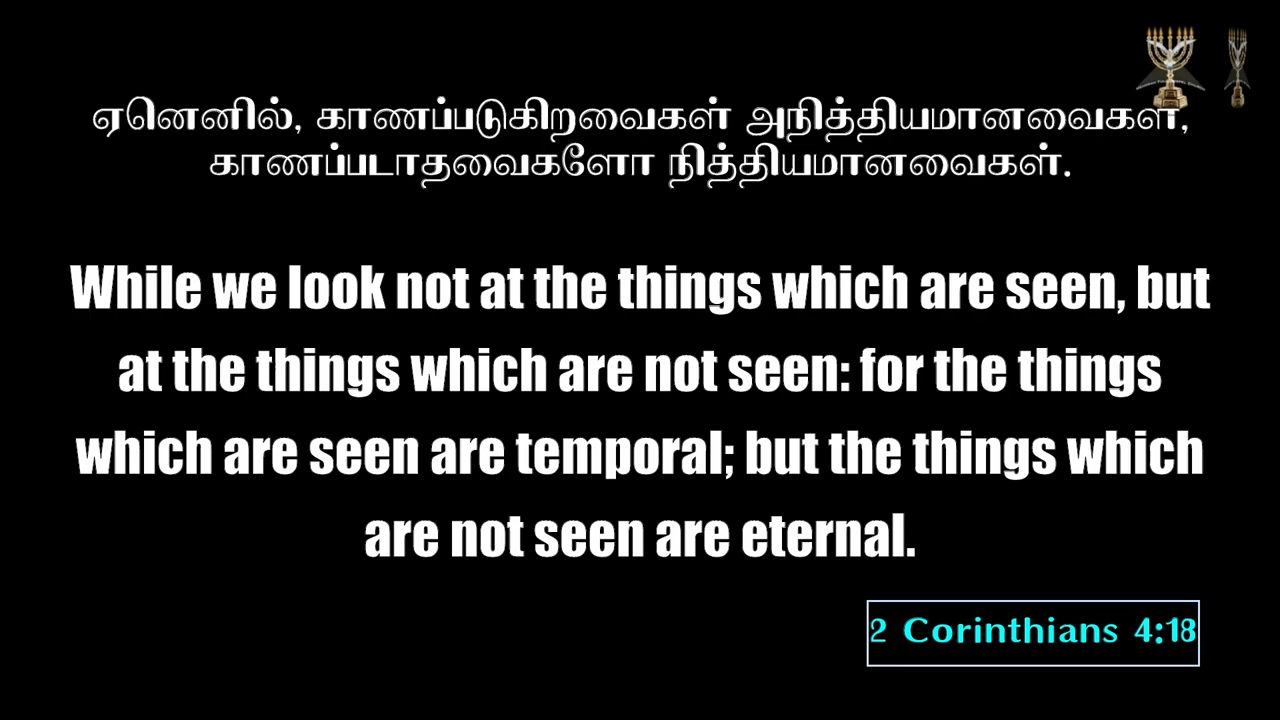 ஏனெனில், காணப்படுகிறவைகள் அநித்தியமானவைகள்,
காணப்படாதவைகளோ நித்தியமானவைகள்.
While we look not at the things which are seen, but
at the things which are not seen: for the things
which are seen are temporal; but the things which
are not seen are eternal.
2 Corinthians 4:18